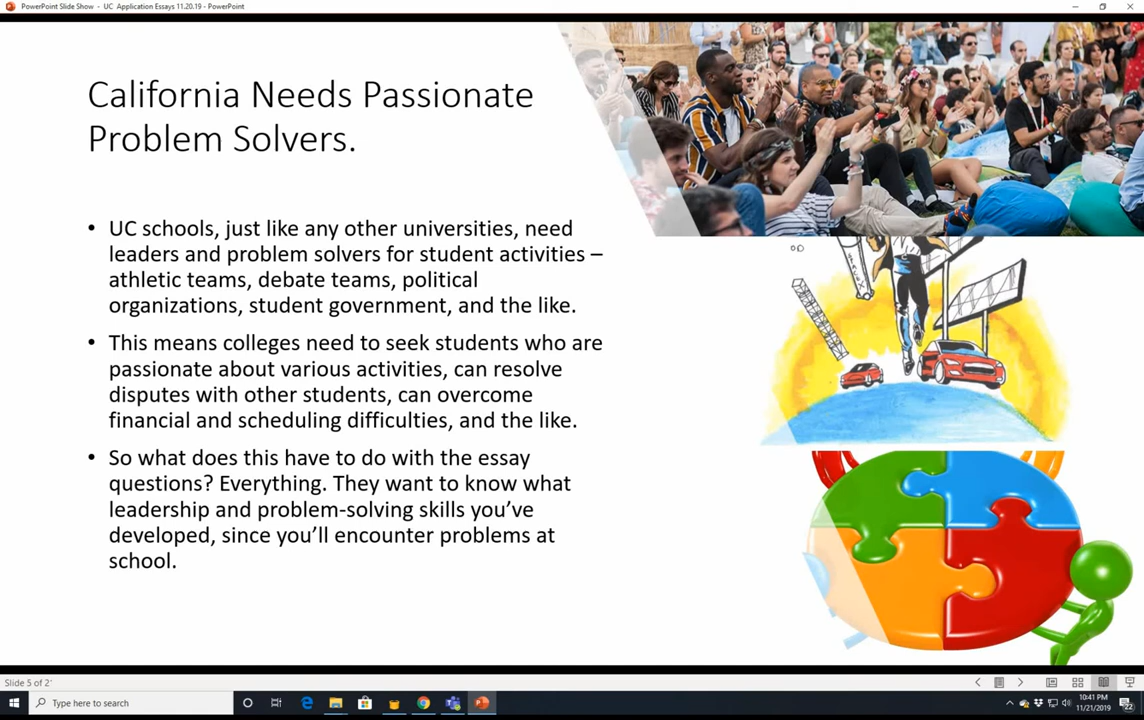 PowerPoint Slide Show - UC Application Essays 11.20.19 - PowerPoint
California Needs Passionate
Problem Solvers.
• UC schools, just like any other universities, need
leaders and problem solvers for student activities –
athletic teams, debate teams, political
organizations, student government, and the like.
• This means colleges need to seek students who are
passionate about various activities, can resolve
disputes with other students, can overcome
financial and scheduling difficulties, and the like.
• So what does this have to do with the essay
questions? Everything. They want to know what
leadership and problem-solving skills you’ve
developed, since you’ll encounter problems at
school.
Slide 5 of 2
Type here to search
10:41 PM
11/21/2019
22